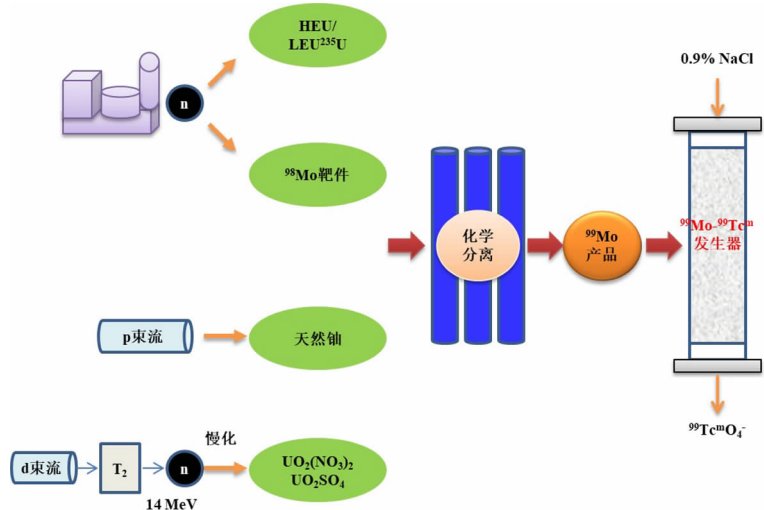 HEU/
LEU²³⁵U
n
⁹⁸Mo靶件
p束流
天然铀
d束流
T₂
n
14 MeV
慢化
UO₂(NO₃)₂
UO₂SO₄
化学
分离
⁹⁹Mo
产品
0.9% NaCl
⁹⁹Mo-⁹⁹Tcᵐ
发生器
⁹⁹TcᵐO₄⁻